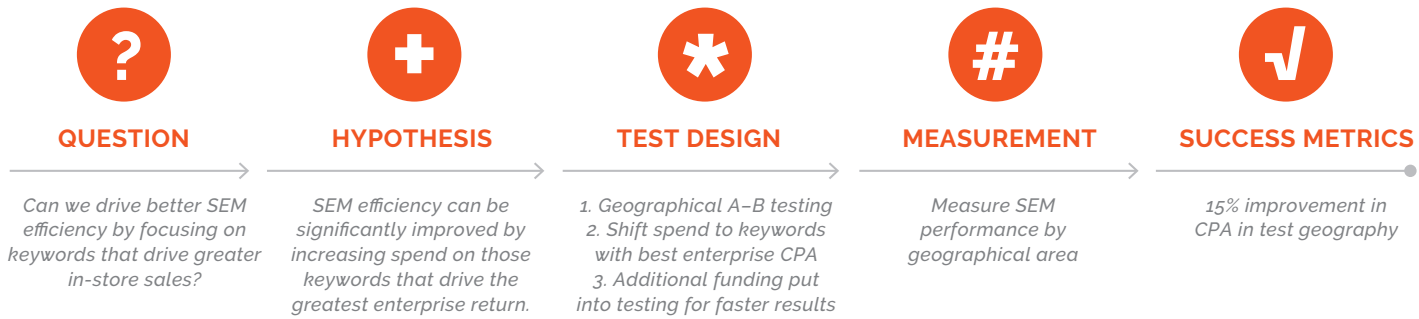 ?
QUESTION
Can we drive better SEM
efficiency by focusing on
keywords that drive greater
in-store sales?
+
HYPOTHESIS
SEM efficiency can be
significantly improved by
increasing spend on those
keywords that drive the
greatest enterprise return.
*
TEST DESIGN
1. Geographical A–B testing
2. Shift spend to keywords
with best enterprise CPA
3. Additional funding put
into testing for faster results
#
MEASUREMENT
Measure SEM
performance by
geographical area
√
SUCCESS METRICS
15% improvement in
CPA in test geography